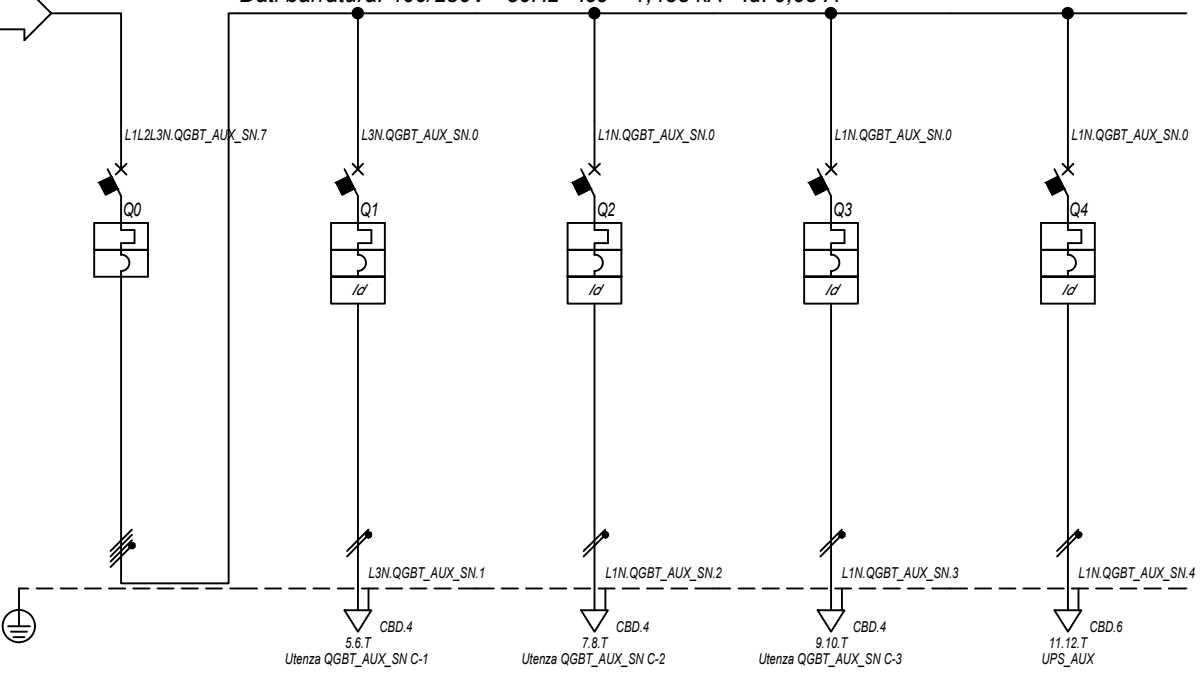 L1L2L3N.QGBT_AUX_SN.7
L3N.QGBT_AUX_SN.0
L1N.QGBT_AUX_SN.0
L1N.QGBT_AUX_SN.0
L1N.QGBT_AUX_SN.0
Q0
Q1
Q2
Q3
Q4
Id
Id
Id
Id
L3N.QGBT_AUX_SN.1
L1N.QGBT_AUX_SN.2
L1N.QGBT_AUX_SN.3
L1N.QGBT_AUX_SN.4
CBD.4
CBD.4
CBD.4
CBD.6
5.6.T
7.8.T
9.10.T
11.12.T
Utenza QGBT_AUX_SN C-1
Utenza QGBT_AUX_SN C-2
Utenza QGBT_AUX_SN C-3
UPS_AUX